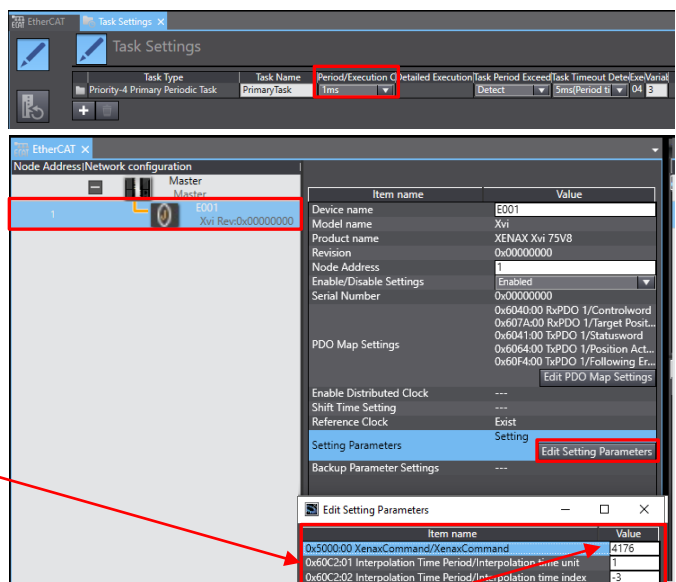 EtherCAT
Task Settings
Task Settings
Task Type Task Name Period/Execution C Detailed Execution Task Period Exceed Task Timeout Dete Exe Variab
Priority-4 Primary Periodic Task PrimaryTask 1ms Detect 5ms(Period ti 04 3
EtherCAT
Node Address|Network configuration
Master
Master
1 E001
Xvi Rev:0x00000000
Item name Value
Device name E001
Model name Xvi
Product name XENAX Xvi 75V8
Revision 0x00000000
Node Address 1
Enable/Disable Settings Enabled
Serial Number 0x00000000
PDO Map Settings
0x6040:00 RxPDO 1/Controlword
0x607A:00 RxPDO 1/Target Posit...
0x6041:00 TxPDO 1/Statusword
0x6064:00 TxPDO 1/Position Act...
0x60F4:00 TxPDO 1/Following Er...
Edit PDO Map Settings
Enable Distributed Clock ---
Shift Time Setting ---
Reference Clock Exist
Setting Parameters Setting
Edit Setting Parameters
Backup Parameter Settings ---
Edit Setting Parameters
Item name Value
0x5000:00 XenaxCommand/XenaxCommand 4176
0x60C2:01 Interpolation Time Period/Interpolation time unit 1
0x60C2:02 Interpolation Time Period/Interpolation time index -3